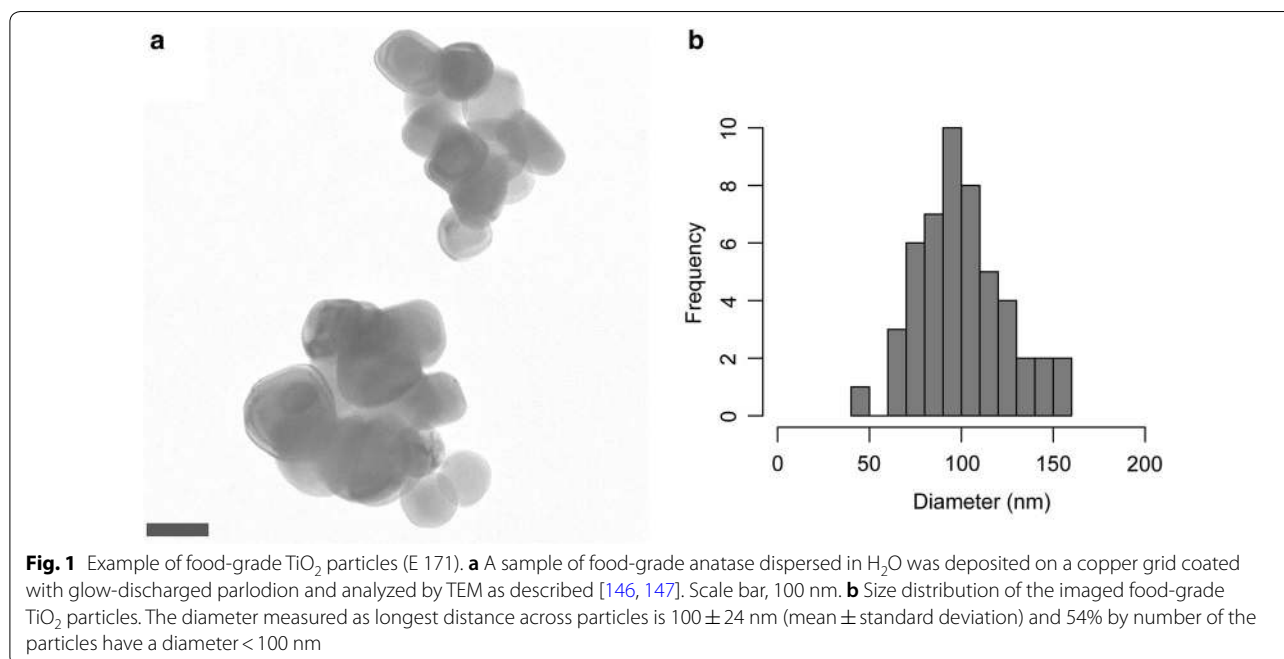 a
b
10
8
6
4
2
0
Frequency
0 50 100 150 200
Diameter (nm)
Fig. 1 Example of food-grade TiO₂ particles (E 171). a A sample of food-grade anatase dispersed in H₂O was deposited on a copper grid coated
with glow-discharged parlodion and analyzed by TEM as described [146, 147]. Scale bar, 100 nm. b Size distribution of the imaged food-grade
TiO₂ particles. The diameter measured as longest distance across particles is 100 ± 24 nm (mean ± standard deviation) and 54% by number of the
particles have a diameter < 100 nm